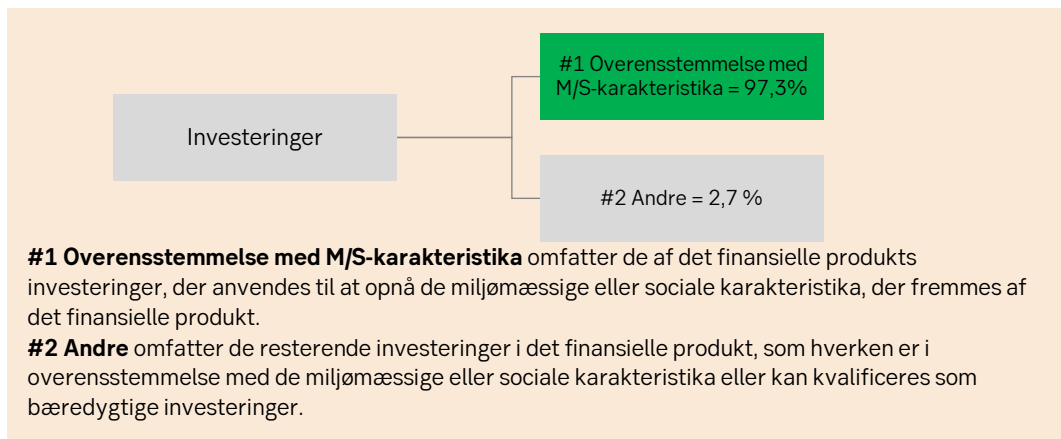 #1 Overensstemmelse med
M/S-karakteristika = 97,3%
Investeringer
#2 Andre = 2,7 %
#1 Overensstemmelse med M/S-karakteristika omfatter de af det finansielle produkts
investeringer, der anvendes til at opnå de miljømæssige eller sociale karakteristika, der fremmes af
det finansielle produkt.
#2 Andre omfatter de resterende investeringer i det finansielle produkt, som hverken er i
overensstemmelse med de miljømæssige eller sociale karakteristika eller kan kvalificeres som
bæredygtige investeringer.